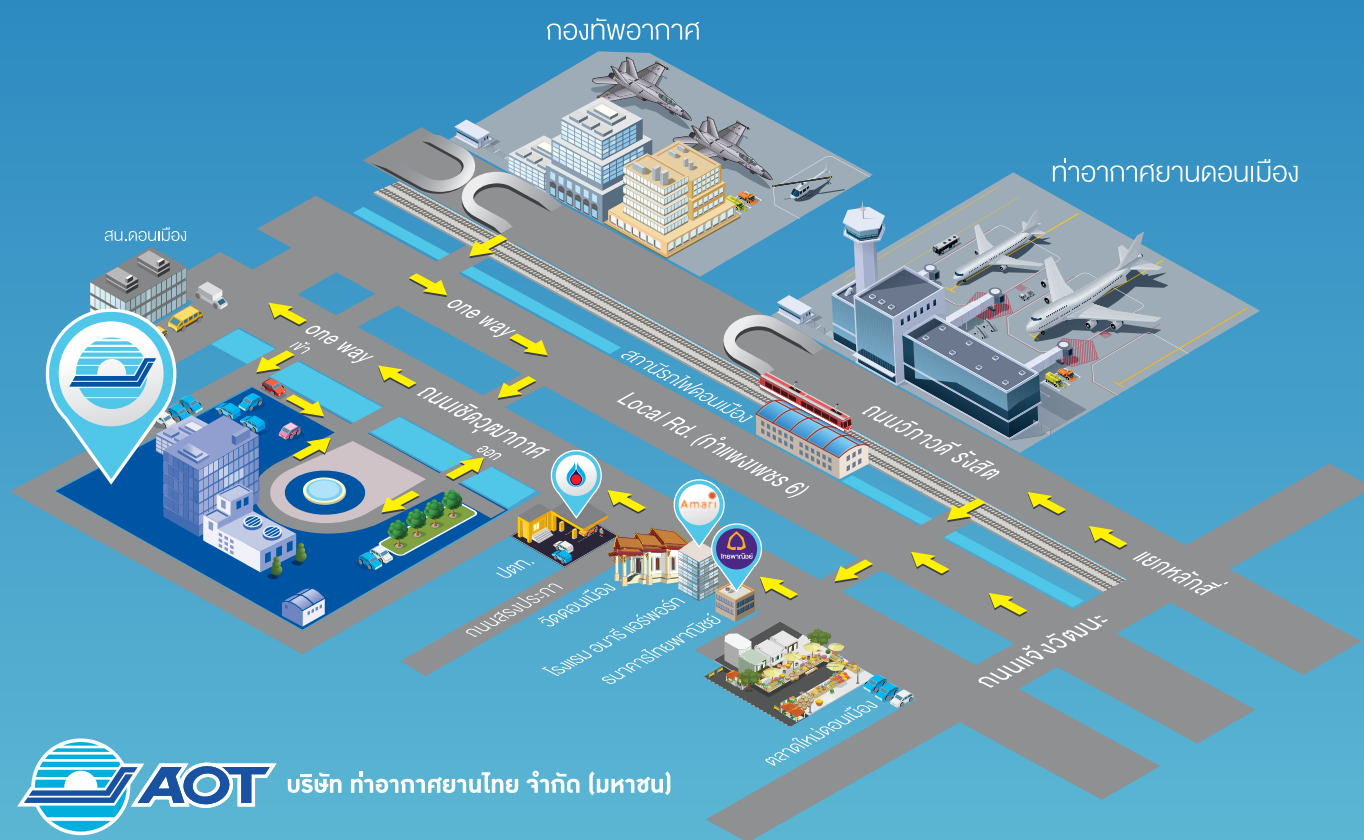 กองทัพอากาศ
ท่าอากาศยานดอนเมือง
สน.ดอนเมือง
one way
one way
เข้า
ถนนเชิดวุฒากาศ
ออก
สถานีรถไฟดอนเมือง
Local Rd. (กำแพงเพชร 6)
ถนนวิภาวดี รังสิต
แยกหลักสี่
ถนนแจ้งวัฒนะ
Amari
ไทยพาณิชย์
ปตท.
ถนนสรงประภา
วัดดอนเมือง
โรงแรม อมารี แอร์พอร์ท
ธนาคารไทยพาณิชย์
ตลาดใหม่ดอนเมือง
AOT บริษัท ท่าอากาศยานไทย จำกัด (มหาชน)